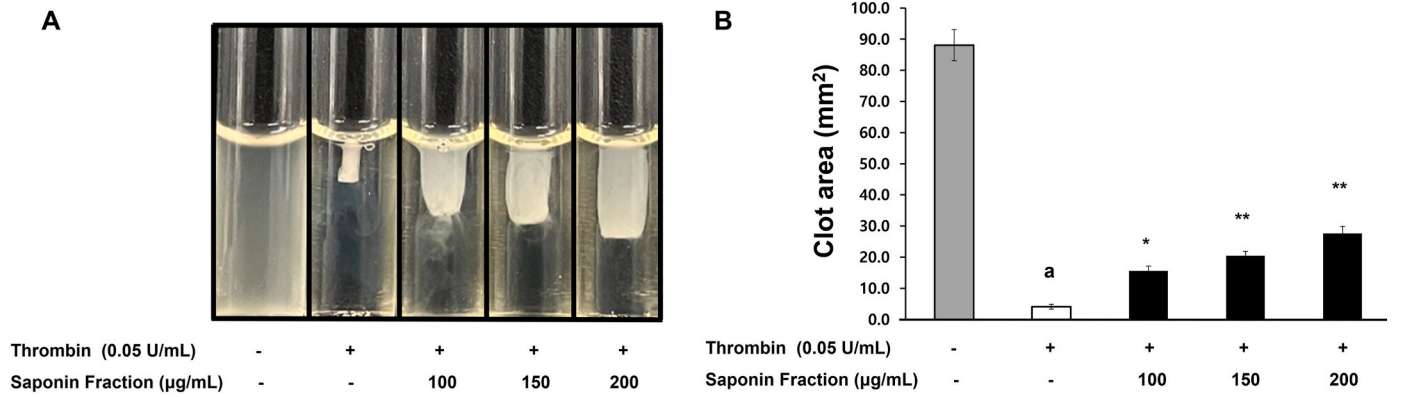 A
Thrombin (0.05 U/mL) - + + + +
Saponin Fraction (µg/mL) - - 100 150 200
B
Clot area (mm²)
100.0
90.0
80.0
70.0
60.0
50.0
40.0
30.0
20.0
10.0
0.0
a
*
**
**
Thrombin (0.05 U/mL) - + + + +
Saponin Fraction (µg/mL) - - 100 150 200